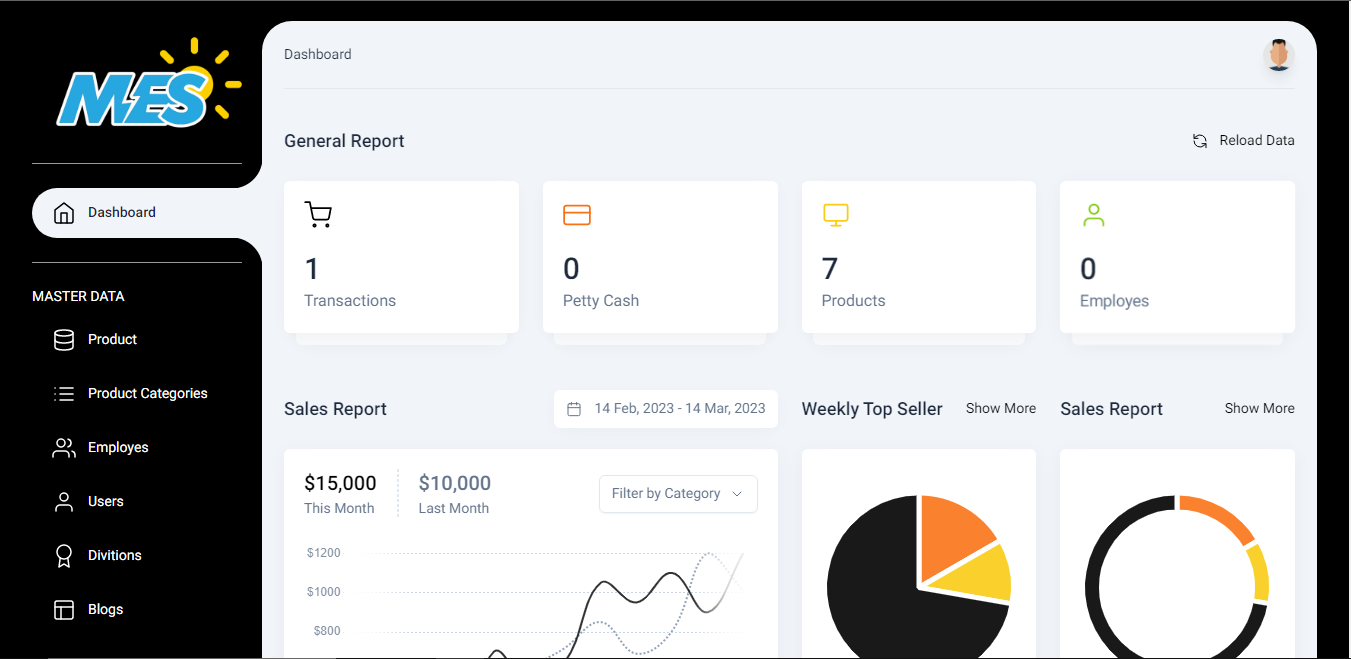 MES
Dashboard
MASTER DATA
Product
Product Categories
Employes
Users
Divitions
Blogs
Dashboard
General Report
Reload Data
1
Transactions
0
Petty Cash
7
Products
0
Employes
Sales Report
14 Feb, 2023 - 14 Mar, 2023
$15,000
This Month
$10,000
Last Month
Filter by Category
$1200
$1000
$800
Weekly Top Seller
Show More
Sales Report
Show More